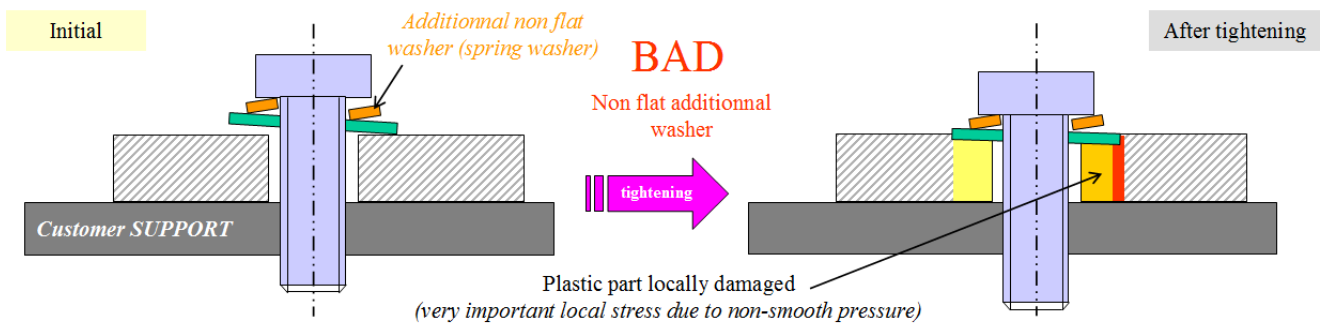 Initial
Additionnal non flat
washer (spring washer)
BAD
Non flat additionnal
washer
After tightening
tightening
Customer SUPPORT
Plastic part locally damaged
(very important local stress due to non-smooth pressure)